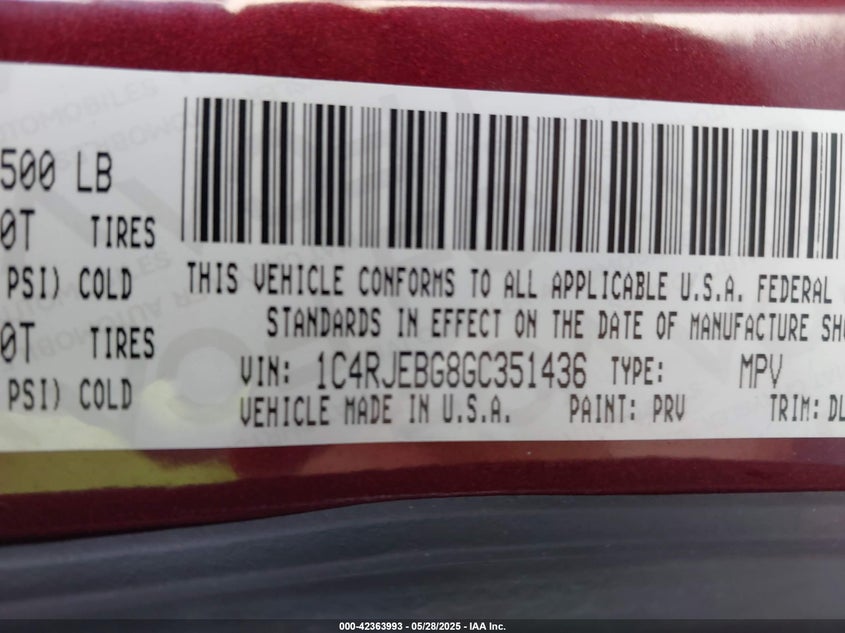 500 LB
0T TIRES
PSI) COLD
0T TIRES
PSI) COLD
THIS VEHICLE CONFORMS TO ALL APPLICABLE U.S.A. FEDERAL
STANDARDS IN EFFECT ON THE DATE OF MANUFACTURE SHO
VIN: 1C4RJEBG8GC351436 TYPE: MPV
VEHICLE MADE IN U.S.A. PAINT: PRV TRIM: DL
000-42363993 - 05/28/2025 - IAA Inc.